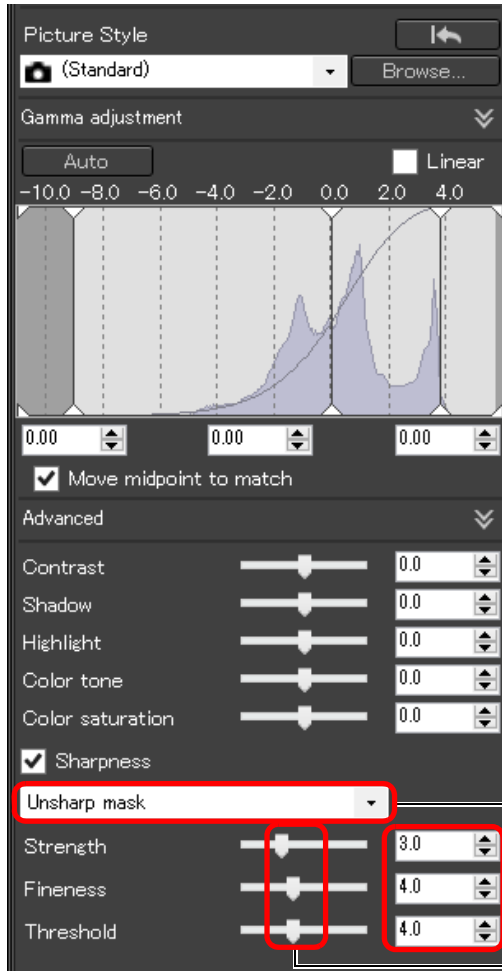 Picture Style
(Standard) Browse...
Gamma adjustment
Auto Linear
-10.0 -8.0 -6.0 -4.0 -2.0 0.0 2.0 4.0
0.00 0.00 0.00
Move midpoint to match
Advanced
Contrast 0.0
Shadow 0.0
Highlight 0.0
Color tone 0.0
Color saturation 0.0
Sharpness
Unsharp mask
Strength 3.0
Fineness 4.0
Threshold 4.0